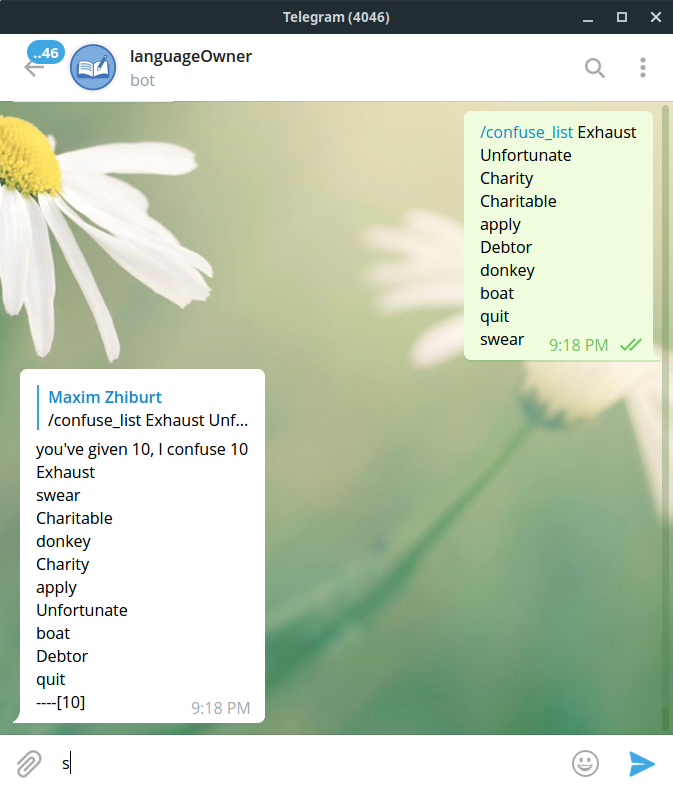 Telegram (4046)
..46
languageOwner
bot
/confuse_list Exhaust
Unfortunate
Charity
Charitable
apply
Debtor
donkey
boat
quit
swear
9:18 PM
Maxim Zhiburt
/confuse_list Exhaust Unf...
you've given 10, I confuse 10
Exhaust
swear
Charitable
donkey
Charity
apply
Unfortunate
boat
Debtor
quit
----[10]
9:18 PM
s